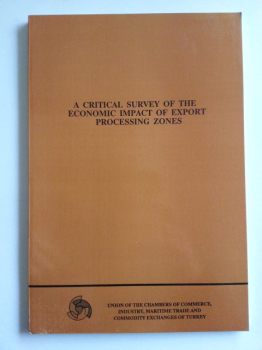 A CRITICAL SURVEY OF THE
ECONOMIC IMPACT OF EXPORT
PROCESSING ZONES
UNION OF THE CHAMBERS OF COMMERCE,
INDUSTRY, MARITIME TRADE AND
COMMODITY EXCHANGES OF TURKEY